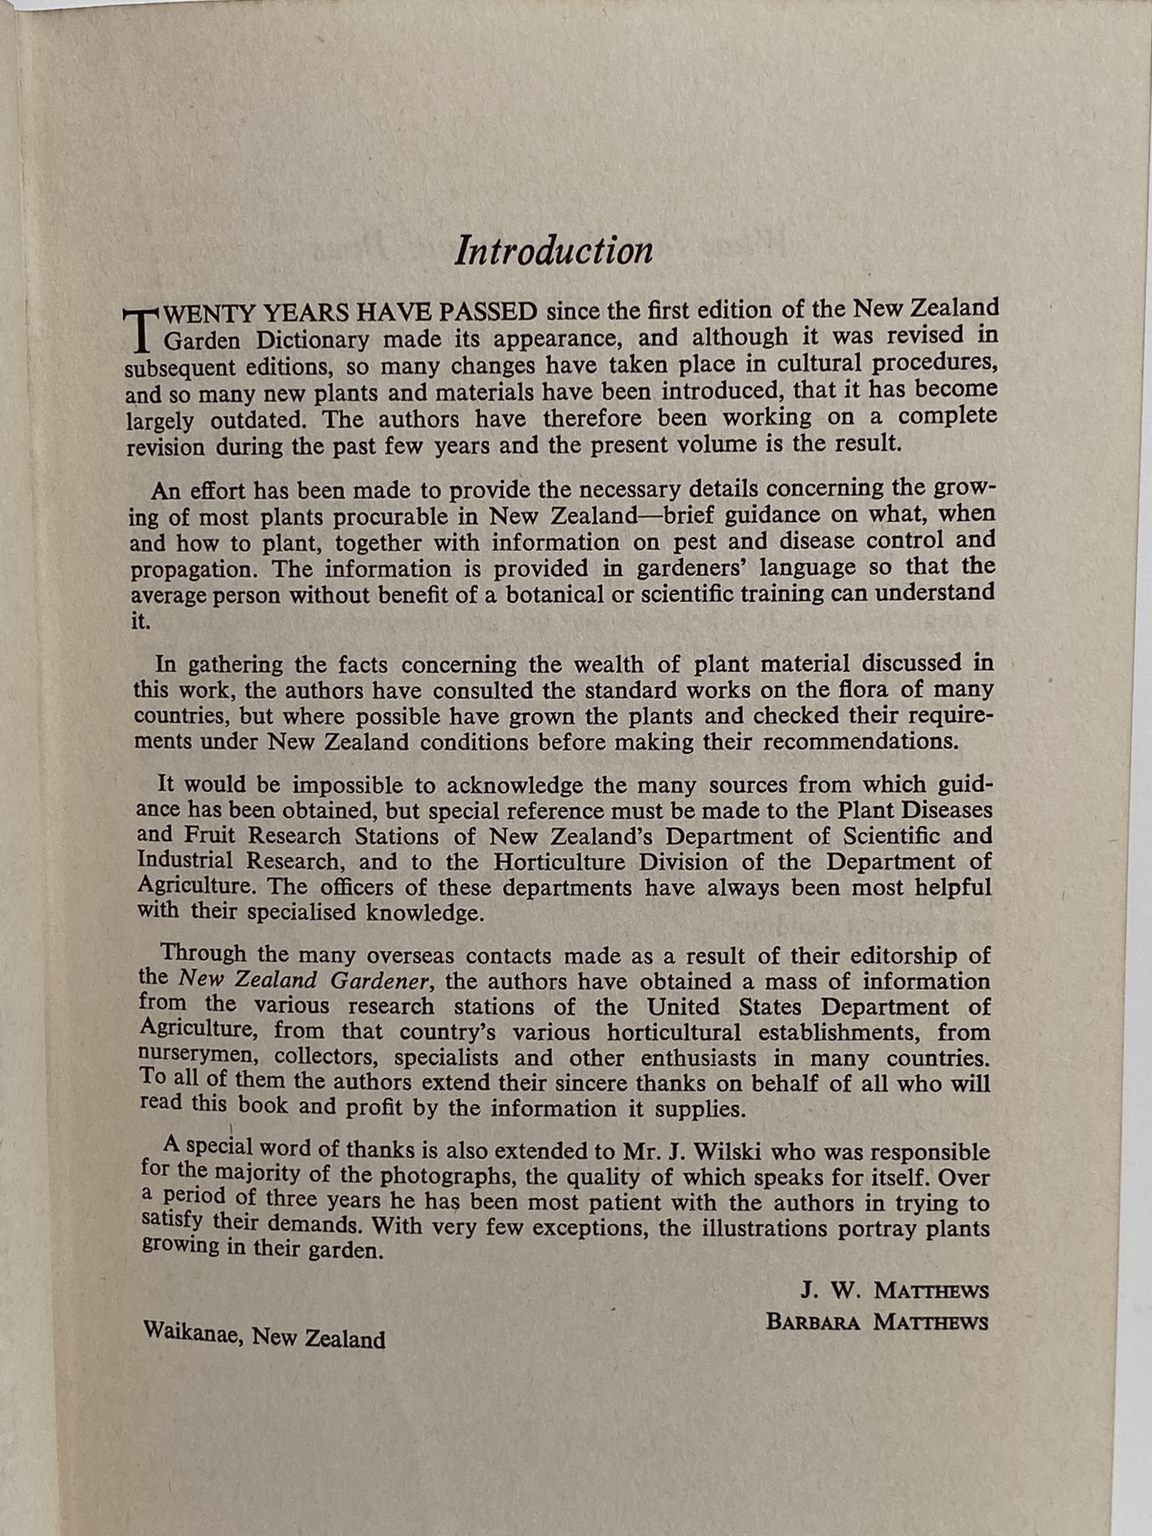 Introduction
TWENTY YEARS HAVE PASSED since the first edition of the New Zealand
Garden Dictionary made its appearance, and although it was revised in
subsequent editions, so many changes have taken place in cultural procedures,
and so many new plants and materials have been introduced, that it has become
largely outdated. The authors have therefore been working on a complete
revision during the past few years and the present volume is the result.
An effort has been made to provide the necessary details concerning the grow-
ing of most plants procurable in New Zealand—brief guidance on what, when
and how to plant, together with information on pest and disease control and
propagation. The information is provided in gardeners' language so that the
average person without benefit of a botanical or scientific training can understand
it.
In gathering the facts concerning the wealth of plant material discussed in
this work, the authors have consulted the standard works on the flora of many
countries, but where possible have grown the plants and checked their require-
ments under New Zealand conditions before making their recommendations.
It would be impossible to acknowledge the many sources from which guid-
ance has been obtained, but special reference must be made to the Plant Diseases
and Fruit Research Stations of New Zealand's Department of Scientific and
Industrial Research, and to the Horticulture Division of the Department of
Agriculture. The officers of these departments have always been most helpful
with their specialised knowledge.
Through the many overseas contacts made as a result of their editorship of
the New Zealand Gardener, the authors have obtained a mass of information
from the various research stations of the United States Department of
Agriculture, from that country's various horticultural establishments, from
nurserymen, collectors, specialists and other enthusiasts in many countries.
To all of them the authors extend their sincere thanks on behalf of all who will
read this book and profit by the information it supplies.
A special word of thanks is also extended to Mr. J. Wilski who was responsible
for the majority of the photographs, the quality of which speaks for itself. Over
a period of three years he has been most patient with the authors in trying to
satisfy their demands. With very few exceptions, the illustrations portray plants
growing in their garden.
J. W. MATTHEWS
BARBARA MATTHEWS
Waikanae, New Zealand